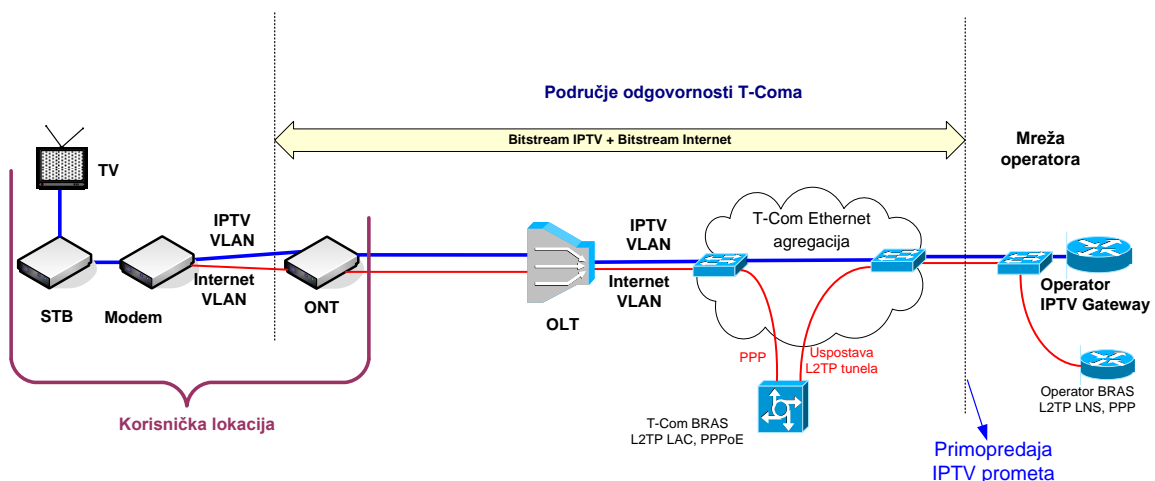 Područje odgovornosti T-Coma
Bitstream IPTV + Bitstream Internet
Mreža
operatora
TV
IPTV
VLAN
Internet
VLAN
STB
Modem
ONT
OLT
IPTV
VLAN
Internet
VLAN
T-Com Ethernet
agregacija
PPP
Uspostava
L2TP tunela
Operator
IPTV Gateway
T-Com BRAS
L2TP LAC, PPPoE
Operator BRAS
L2TP LNS, PPP
Korisnička lokacija
Primopredaja
IPTV prometa